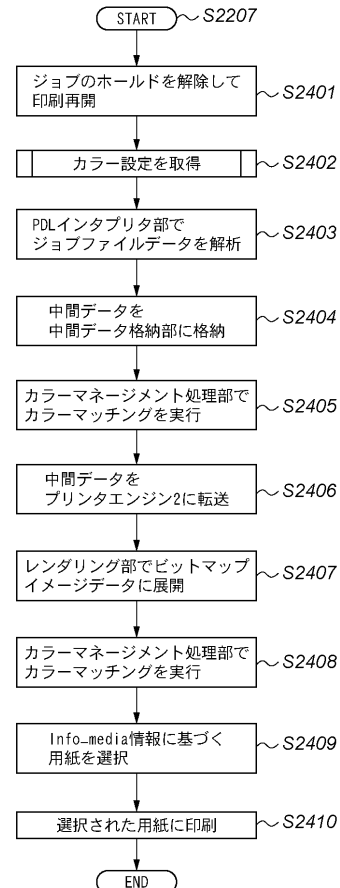 START
S2207
ジョブのホールドを解除して
印刷再開
S2401
カラー設定を取得
S2402
PDLインタプリタ部で
ジョブファイルデータを解析
S2403
中間データを
中間データ格納部に格納
S2404
カラーマネージメント処理部で
カラーマッチングを実行
S2405
中間データを
プリンタエンジン2に転送
S2406
レンダリング部でビットマップ
イメージデータに展開
S2407
カラーマネージメント処理部で
カラーマッチングを実行
S2408
Info_media情報に基づく
用紙を選択
S2409
選択された用紙に印刷
S2410
END